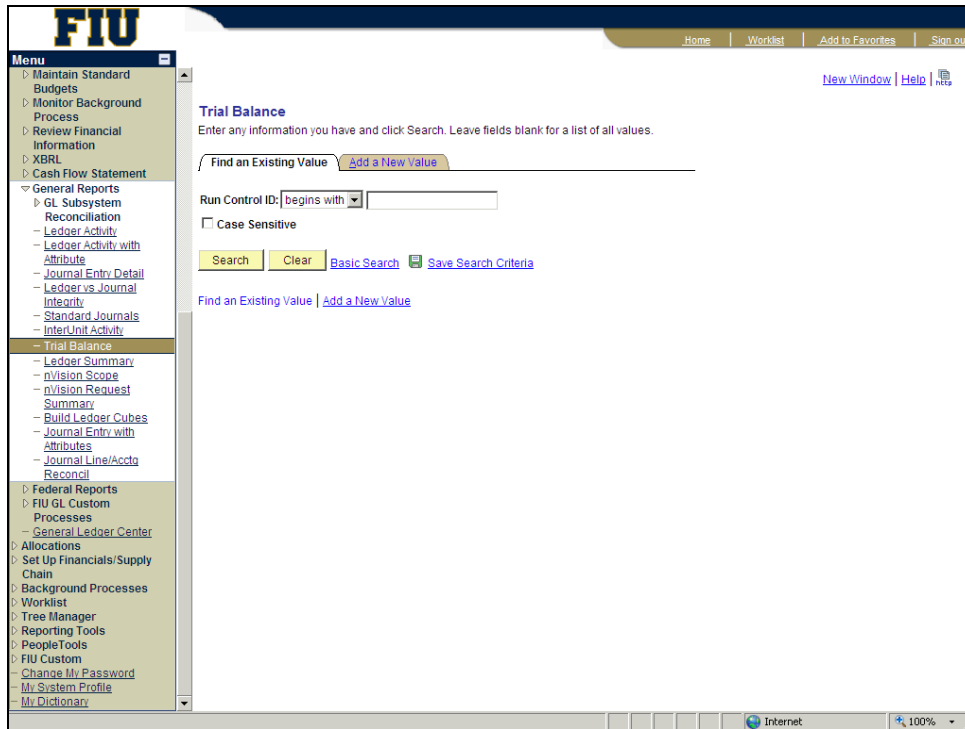 FIU
Home | Worklist | Add to Favorites | Sign ou
Menu
Maintain Standard
Budgets
Monitor Background
Process
Review Financial
Information
XBRL
Cash Flow Statement
General Reports
GL Subsystem
Reconciliation
Ledger Activity
Ledger Activity with
Attribute
Journal Entry Detail
Ledger vs Journal
Integrity
Standard Journals
InterUnit Activity
Trial Balance
Ledger Summary
nVision Scope
nVision Request
Summary
Build Ledger Cubes
Journal Entry with
Attributes
Journal Line/Acctg
Reconcil
Federal Reports
FIU GL Custom
Processes
General Ledger Center
Allocations
Set Up Financials/Supply
Chain
Background Processes
Worklist
Tree Manager
Reporting Tools
PeopleTools
FIU Custom
Change My Password
My System Profile
My Dictionary
New Window | Help | http
Trial Balance
Enter any information you have and click Search. Leave fields blank for a list of all values.
Find an Existing Value Add a New Value
Run Control ID: begins with
Case Sensitive
Search Clear Basic Search Save Search Criteria
Find an Existing Value | Add a New Value
Internet 100%